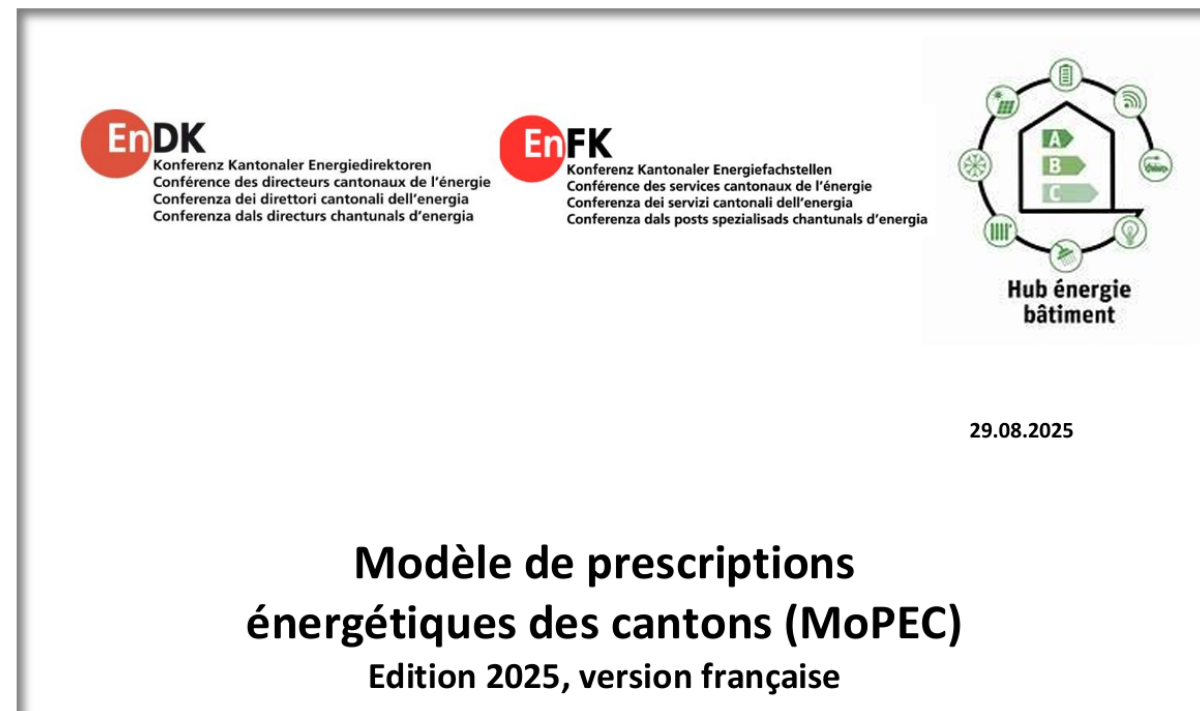 EnDK
Konferenz Kantonaler Energiedirektoren
Conférence des directeurs cantonaux de l'énergie
Conferenza dei direttori cantonali dell'energia
Conferenza dals directurs chantunals d'energia
EnFK
Konferenz Kantonaler Energiefachstellen
Conférence des services cantonaux de l'énergie
Conferenza dei servizi cantonali dell'energia
Conferenza dals posts spezialisads chantunals d'energia
A
B
C
Hub énergie
bâtiment
29.08.2025
Modèle de prescriptions
énergétiques des cantons (MoPEC)
Edition 2025, version française